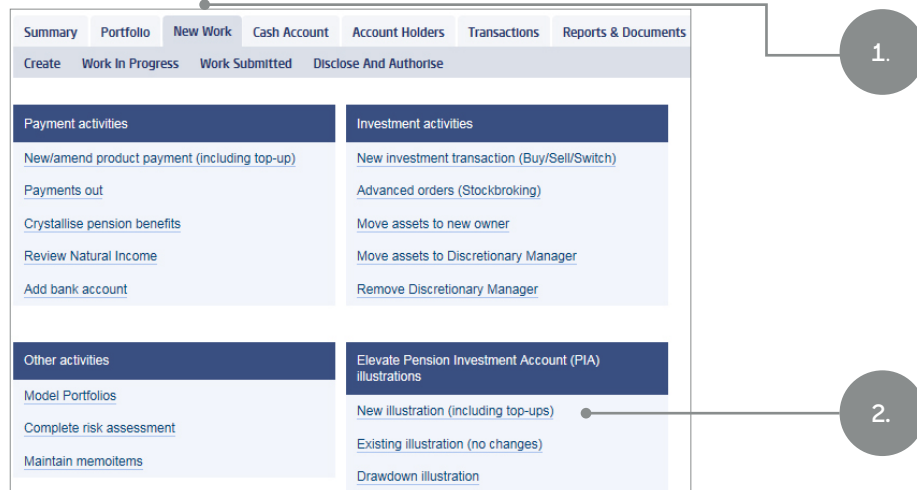 Summary Portfolio New Work Cash Account Account Holders Transactions Reports & Documents
Create Work In Progress Work Submitted Disclose And Authorise
1.
Payment activities
New/amend product payment (including top-up)
Payments out
Crystallise pension benefits
Review Natural Income
Add bank account
Investment activities
New investment transaction (Buy/Sell/Switch)
Advanced orders (Stockbroking)
Move assets to new owner
Move assets to Discretionary Manager
Remove Discretionary Manager
Other activities
Model Portfolios
Complete risk assessment
Maintain memoitems
Elevate Pension Investment Account (PIA)
illustrations
New illustration (including top-ups)
Existing illustration (no changes)
Drawdown illustration
2.